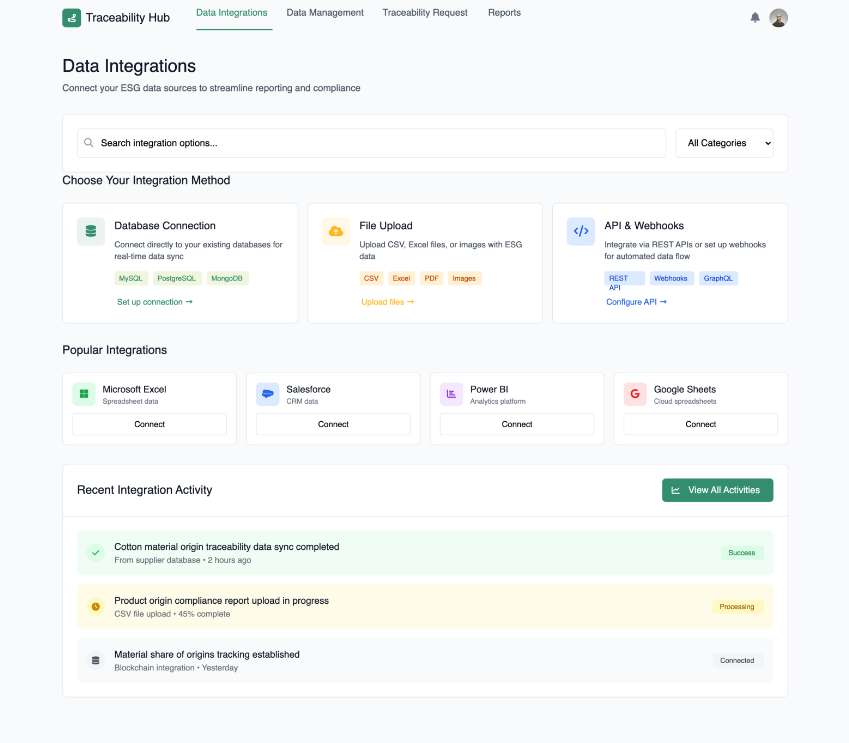 Traceability Hub
Data Integrations
Data Management
Traceability Request
Reports
Data Integrations
Connect your ESG data sources to streamline reporting and compliance
Search integration options...
All Categories
Choose Your Integration Method
Database Connection
Connect directly to your existing databases for
real-time data sync
MySQL
PostgreSQL
MongoDB
Set up connection →
File Upload
Upload CSV, Excel files, or images with ESG
data
CSV
Excel
PDF
Images
Upload files →
API & Webhooks
Integrate via REST APIs or set up webhooks
for automated data flow
REST
API
Webhooks
GraphQL
Configure API →
Popular Integrations
Microsoft Excel
Spreadsheet data
Connect
Salesforce
CRM data
Connect
Power BI
Analytics platform
Connect
Google Sheets
Cloud spreadsheets
Connect
Recent Integration Activity
View All Activities
Cotton material origin traceability data sync completed
From supplier database • 2 hours ago
Success
Product origin compliance report upload in progress
CSV file upload • 45% complete
Processing
Material share of origins tracking established
Blockchain integration • Yesterday
Connected